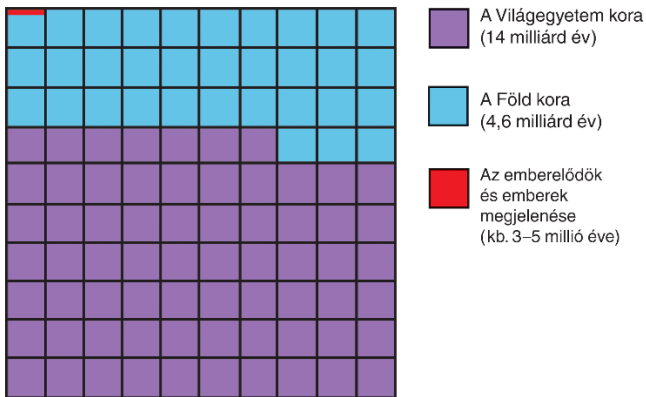 A Világegyetem kora
(14 milliárd év)
A Föld kora
(4,6 milliárd év)
Az emberelődök
és emberek
megjelenése
(kb. 3–5 millió éve)